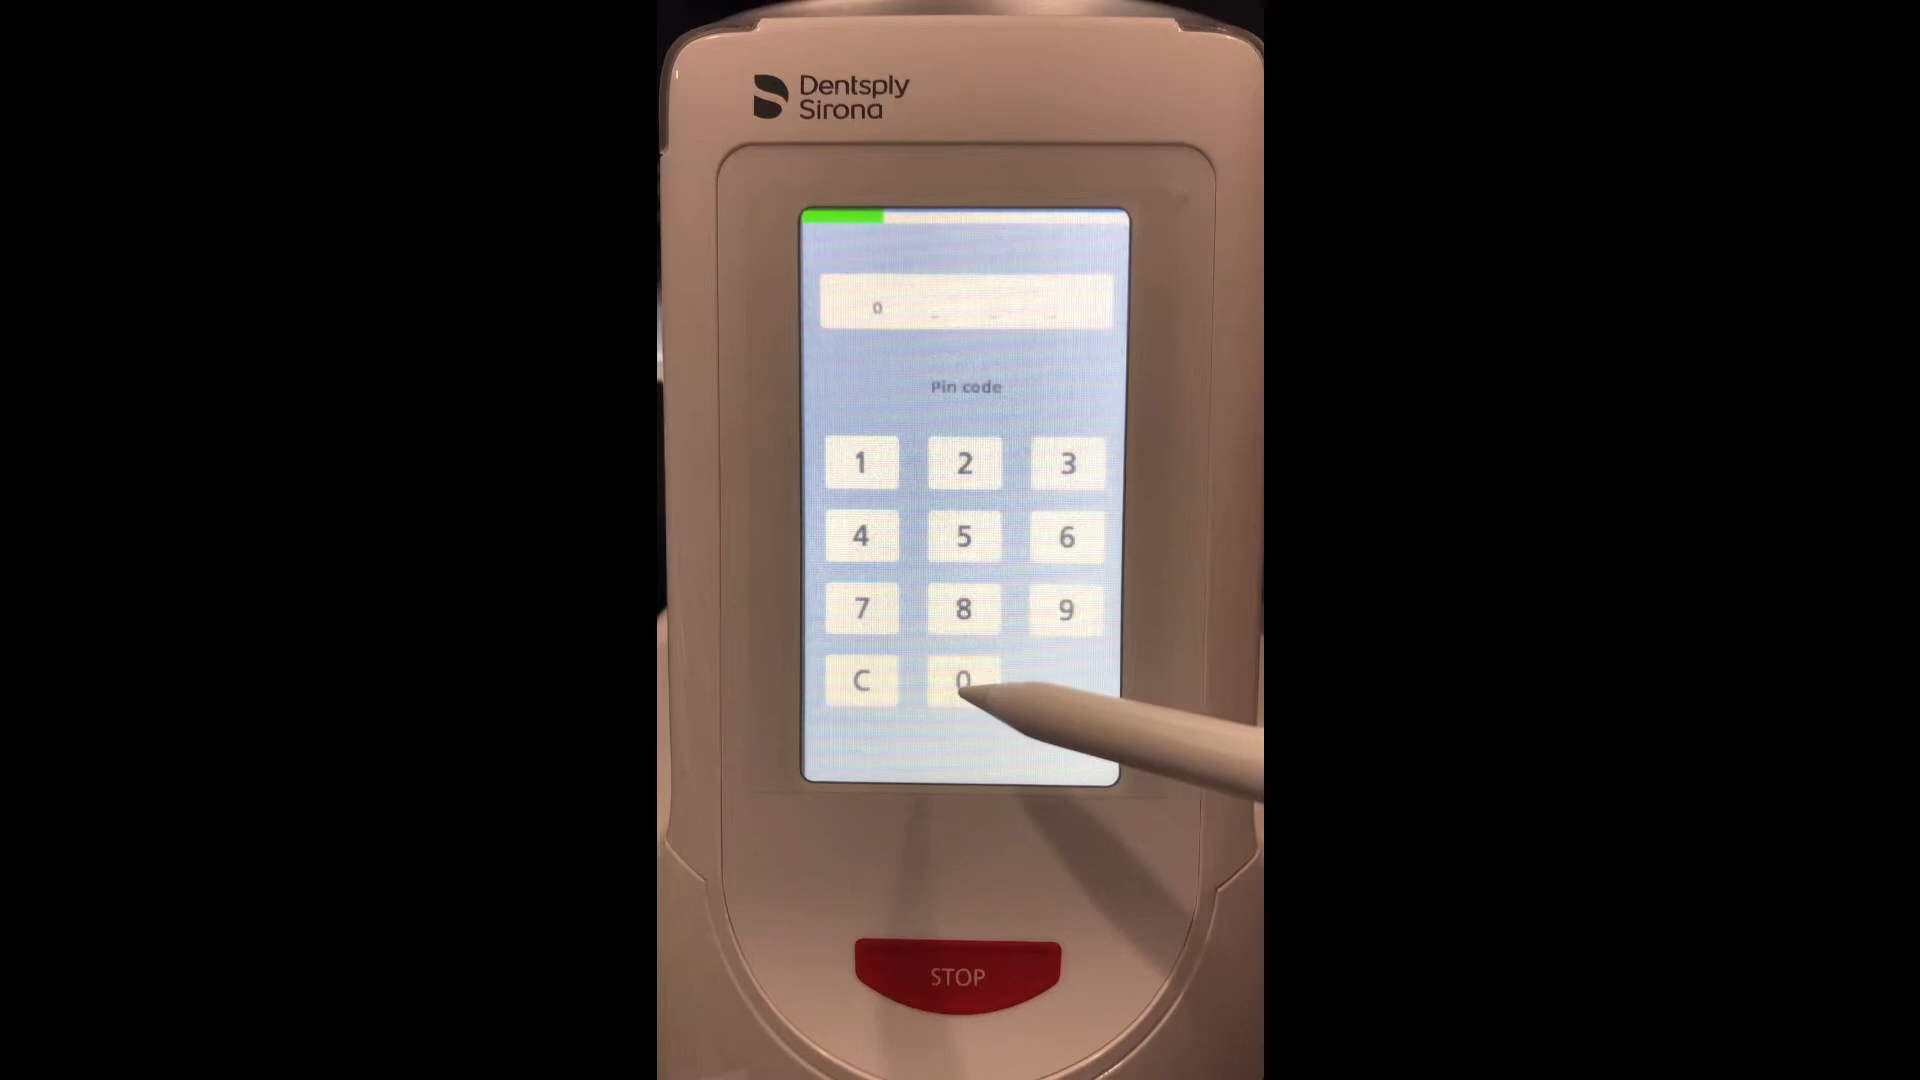 Dentsply
Sirona
0 _ _ _
Pin code
1 2 3
4 5 6
7 8 9
C 0
STOP